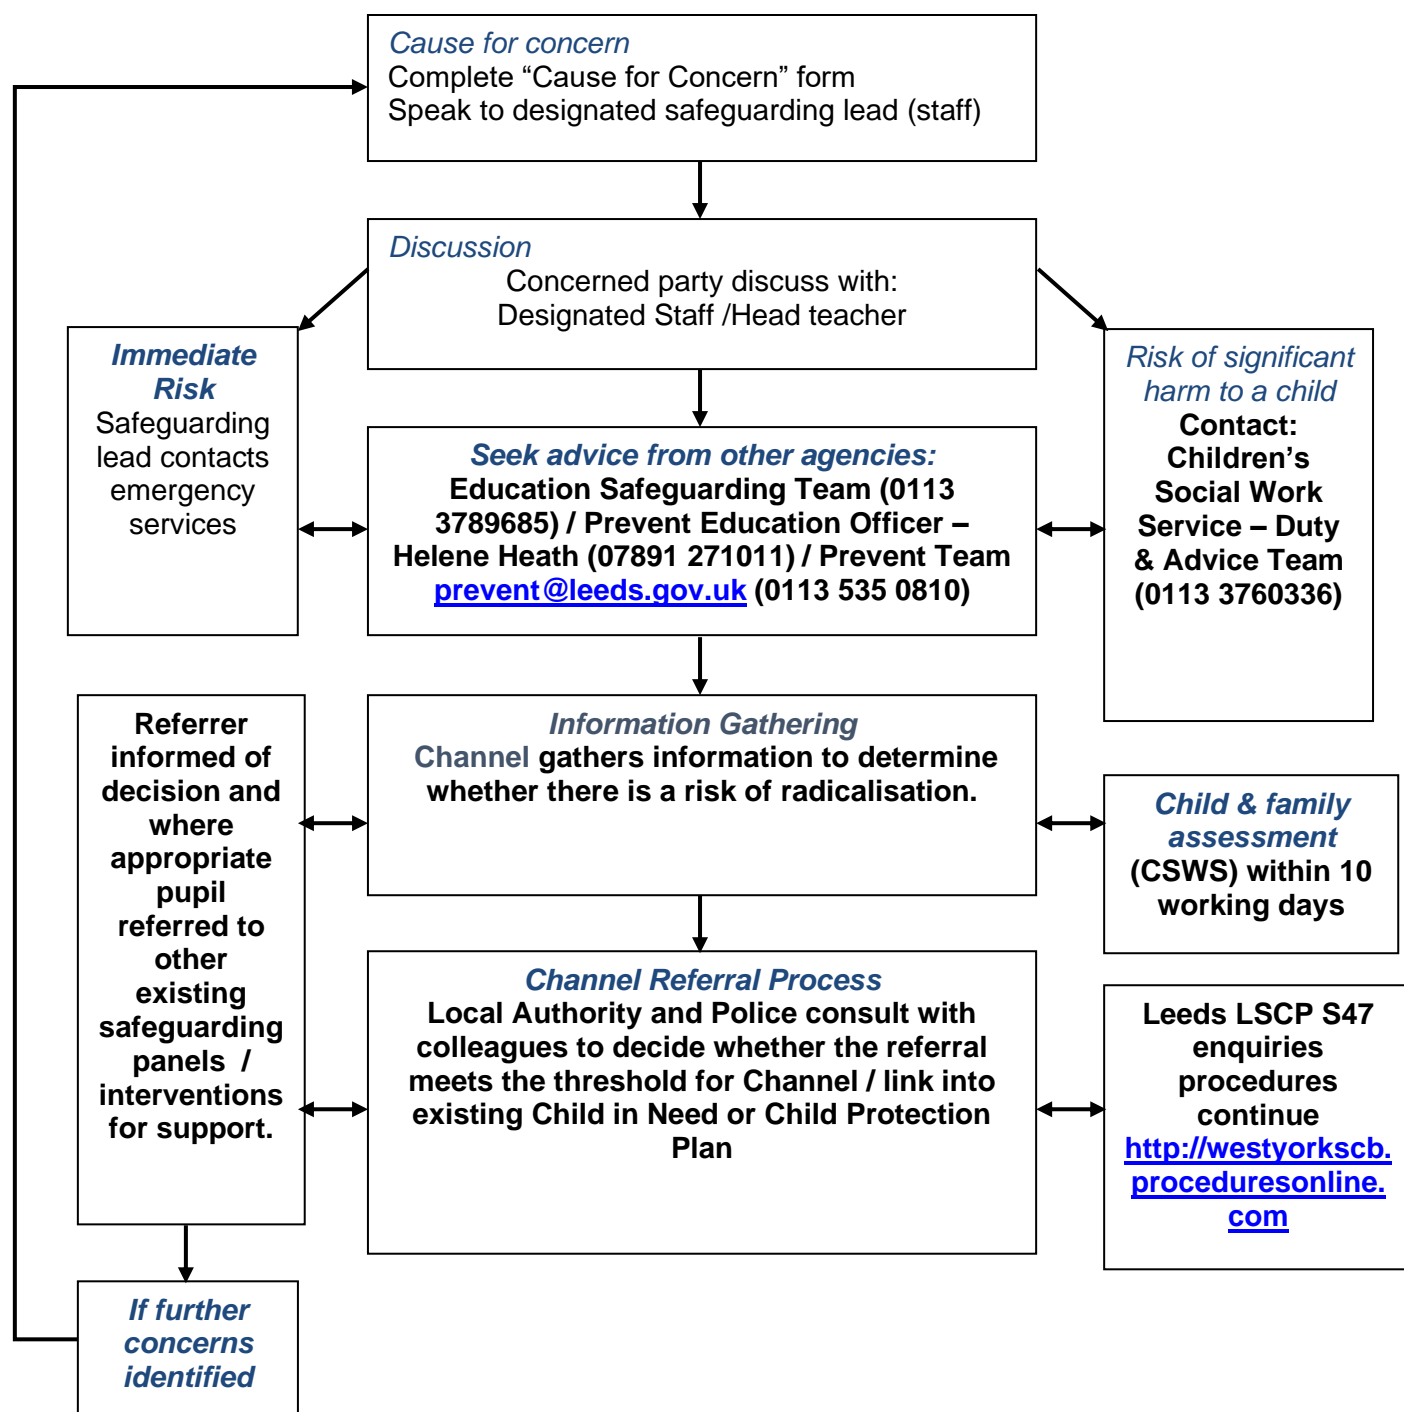 Cause for concern
Complete “Cause for Concern” form
Speak to designated safeguarding lead (staff)
Discussion
Concerned party discuss with:
Designated Staff /Head teacher
Immediate
Risk
Safeguarding
lead contacts
emergency
services
Risk of significant
harm to a child
Contact:
Children’s
Social Work
Service – Duty
& Advice Team
(0113 3760336)
Seek advice from other agencies:
Education Safeguarding Team (0113
3789685) / Prevent Education Officer –
Helene Heath (07891 271011) / Prevent Team
prevent@leeds.gov.uk (0113 535 0810)
Referrer
informed of
decision and
where
appropriate
pupil
referred to
other
existing
safeguarding
panels  /
interventions
for support.
Information Gathering
Channel gathers information to determine
whether there is a risk of radicalisation.
Child & family
assessment
(CSWS) within 10
working days
Channel Referral Process
Local Authority and Police consult with
colleagues to decide whether the referral
meets the threshold for Channel / link into
existing Child in Need or Child Protection
Plan
Leeds LSCP S47
enquiries
procedures
continue
http://westyorkscb.
proceduresonline.
com
If further
concerns
identified